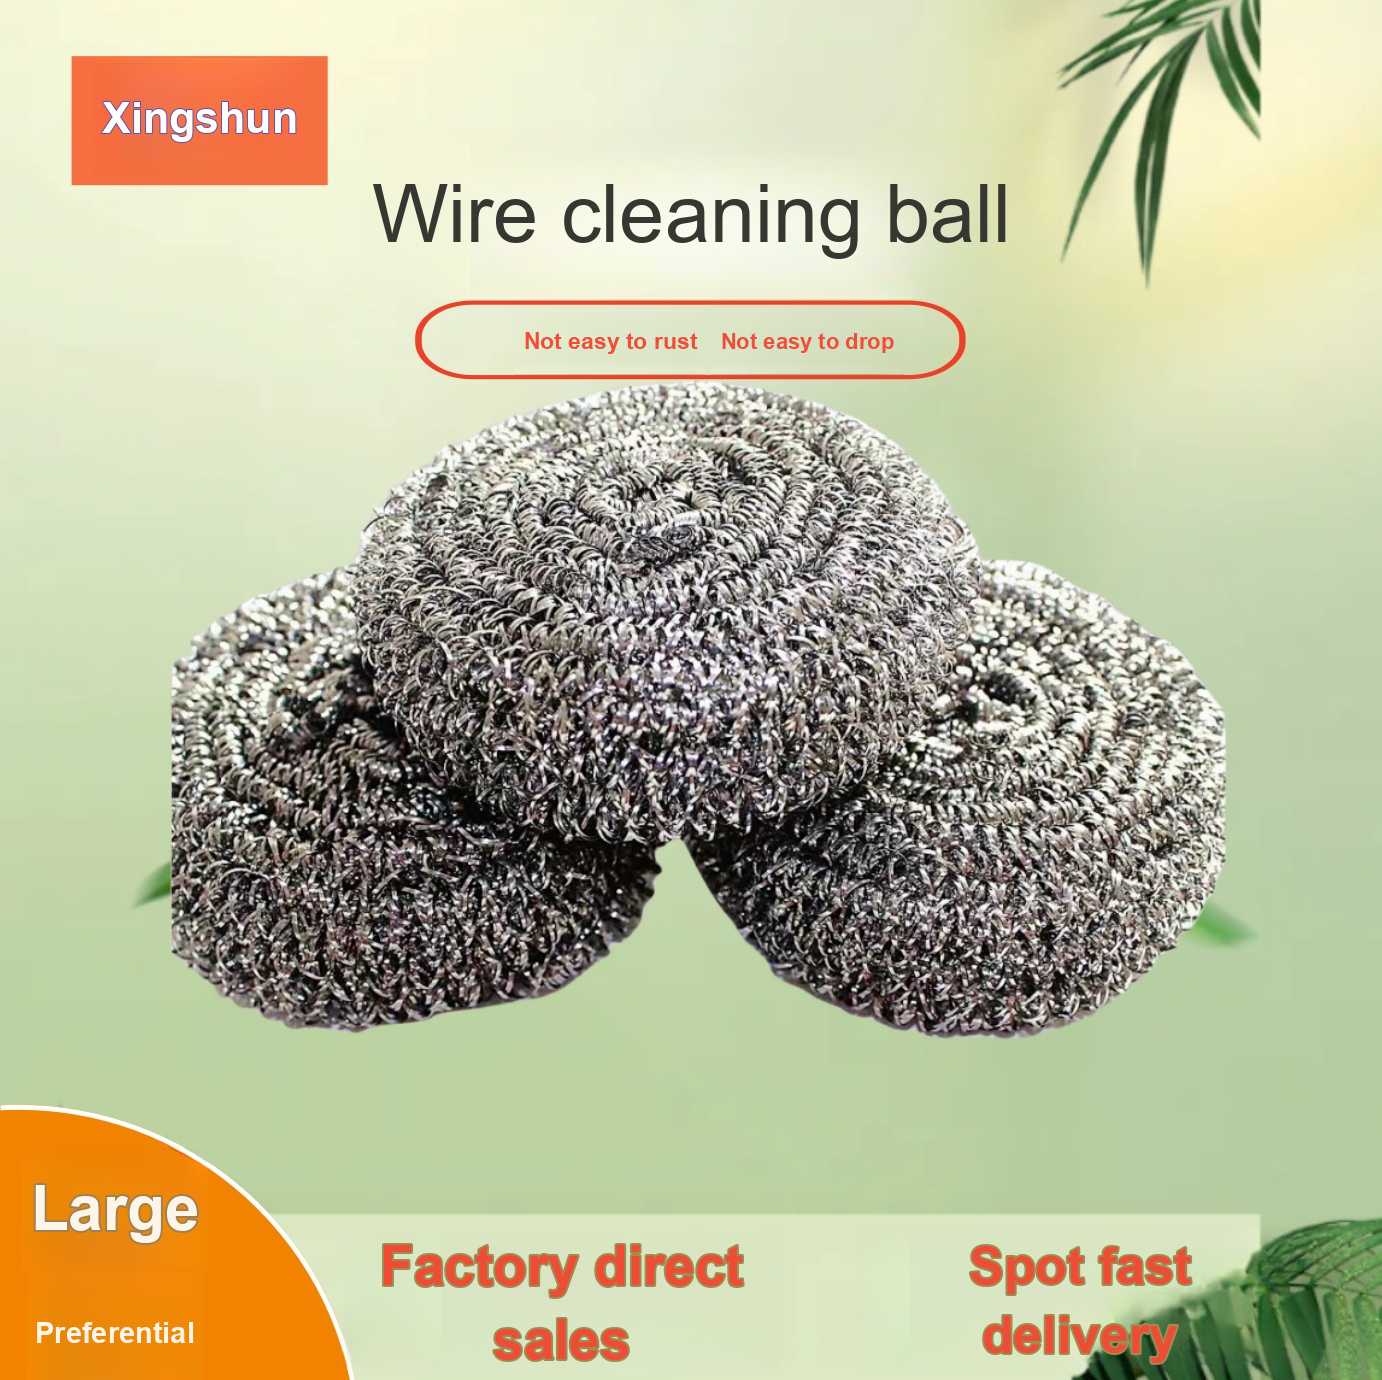 Xingshun
Wire cleaning ball
Not easy to rust Not easy to drop
Large
Preferential
Factory direct
sales
Spot fast
delivery